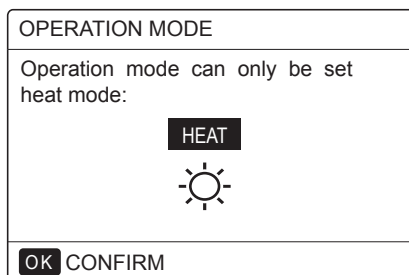 OPERATION MODE
Operation mode can only be set
heat mode:
HEAT
OK CONFIRM